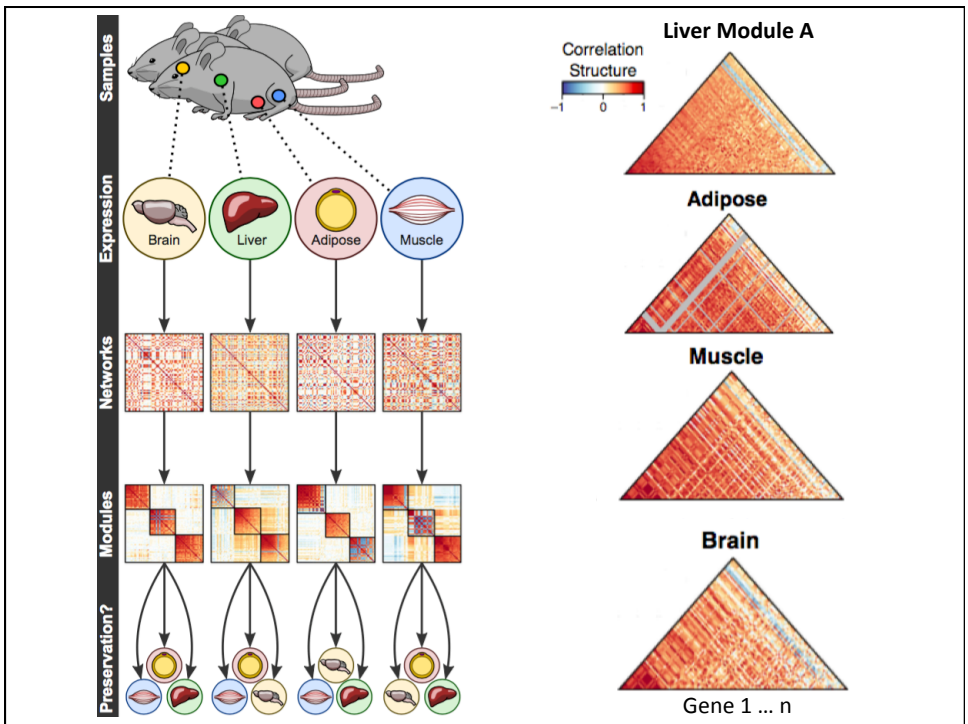 Samples
Expression
Networks
Modules
Preservation?
Brain
Liver
Adipose
Muscle
Liver Module A
Correlation
Structure
−1 0 1
Adipose
Muscle
Brain
Gene 1 ... n